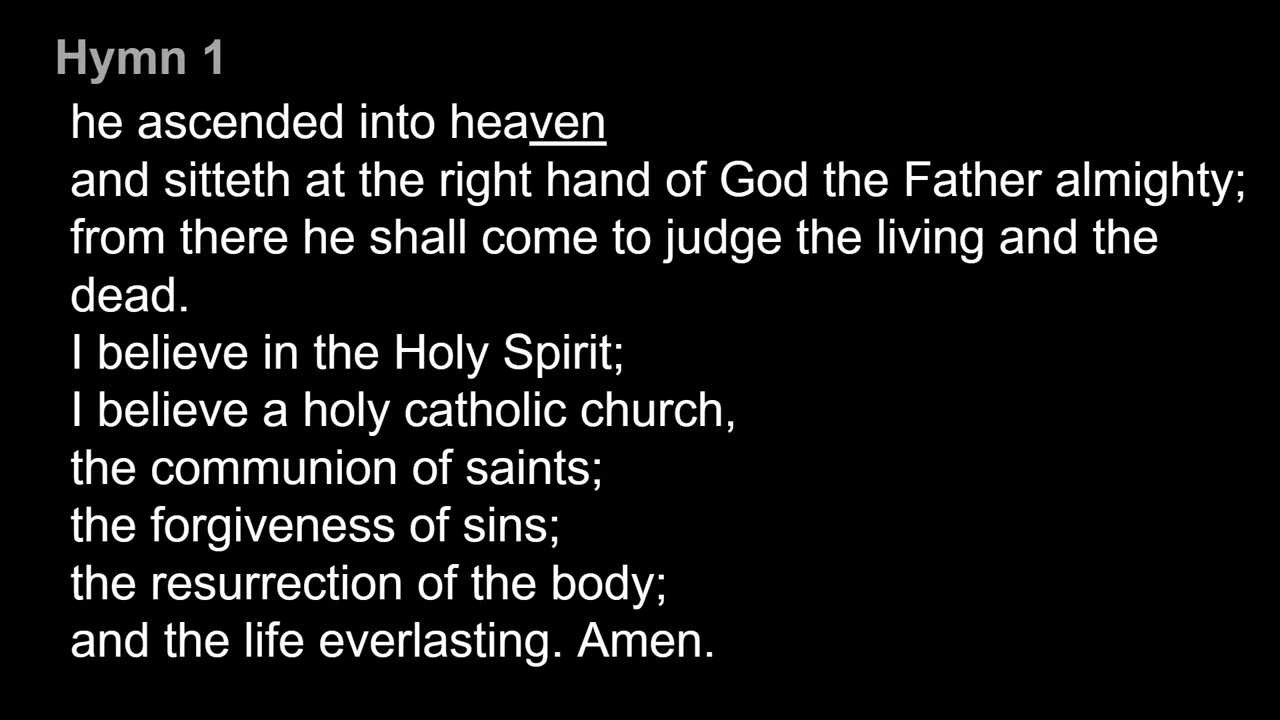 Hymn 1
he ascended into heaven
and sitteth at the right hand of God the Father almighty;
from there he shall come to judge the living and the
dead.
I believe in the Holy Spirit;
I believe a holy catholic church,
the communion of saints;
the forgiveness of sins;
the resurrection of the body;
and the life everlasting. Amen.